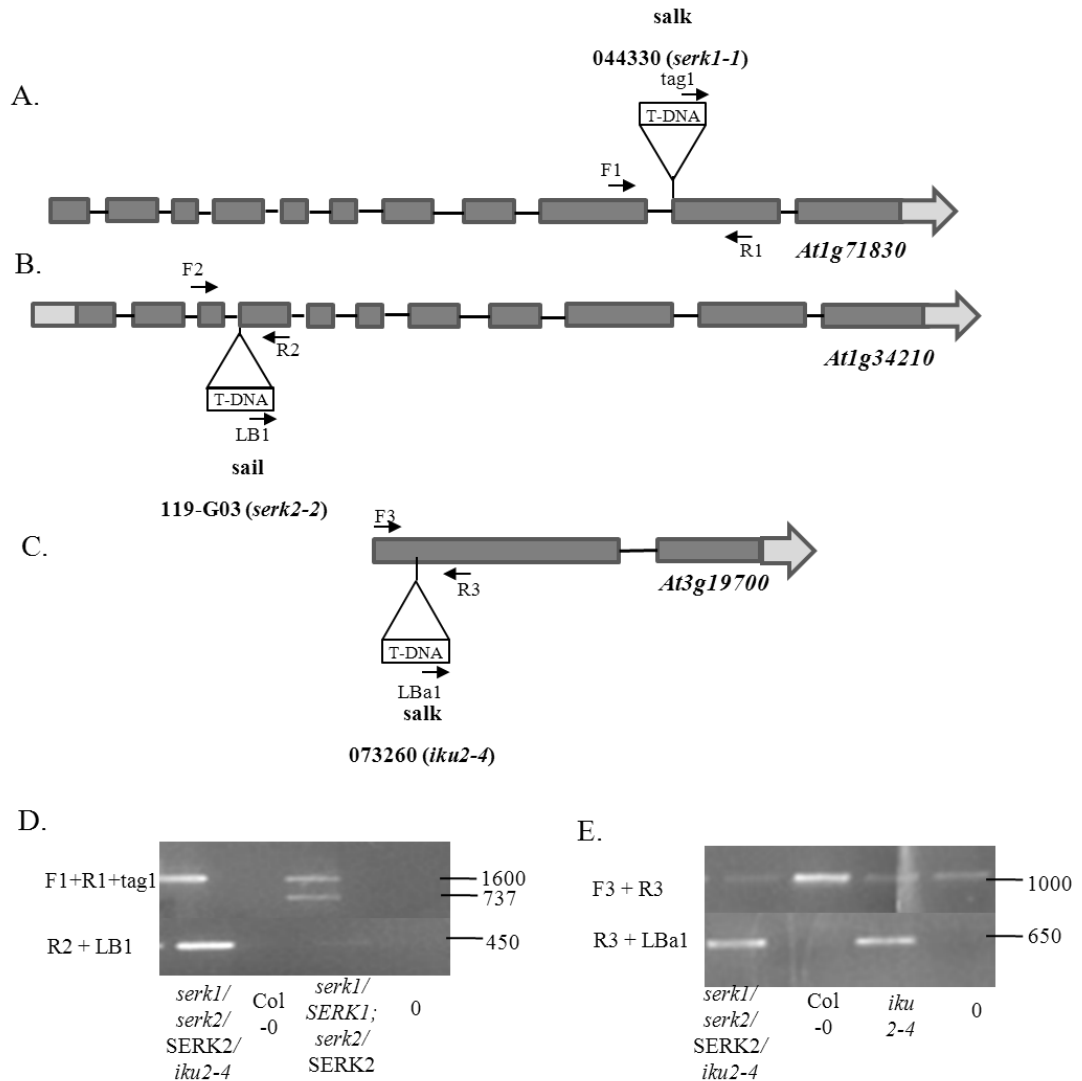 A.
salk
044330 (serk1-1)
tag1
T-DNA
F1
R1
At1g71830
B.
F2
R2
At1g34210
T-DNA
LB1
sail
119-G03 (serk2-2)
C.
F3
R3
At3g19700
T-DNA
LBa1
salk
073260 (iku2-4)
D.
F1+R1+tag1
1600
737
R2 + LB1
450
serk1/
serk2/
SERK2/
iku2-4
Col
-0
serk1/
SERK1;
serk2/
SERK2
0
E.
F3 + R3
1000
R3 + LBa1
650
serk1/
serk2/
SERK2/
iku2-4
Col
-0
iku
2-4
0